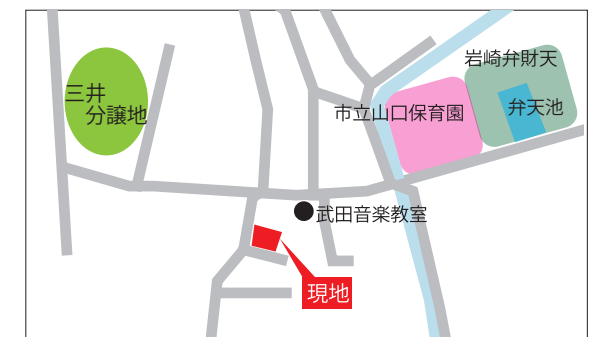 岩崎弁財天
三井
分譲地
弁天池
市立山口保育園
武田音楽教室
現地